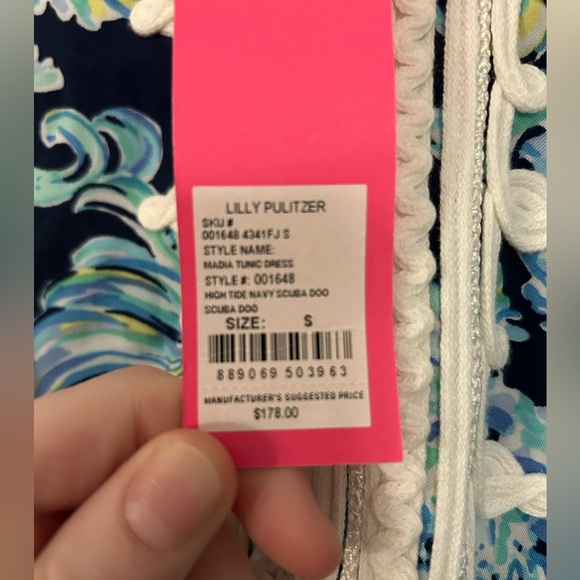 LILLY PULITZER
SKU #
001648 4341FJ S
STYLE NAME:
MADIA TUNIC DRESS
STYLE #: 001648
HIGH TIDE NAVY SCUBA DOO
SCUBA DOO
SIZE: S
889069 503963
MANUFACTURER'S SUGGESTED PRICE
$178.00